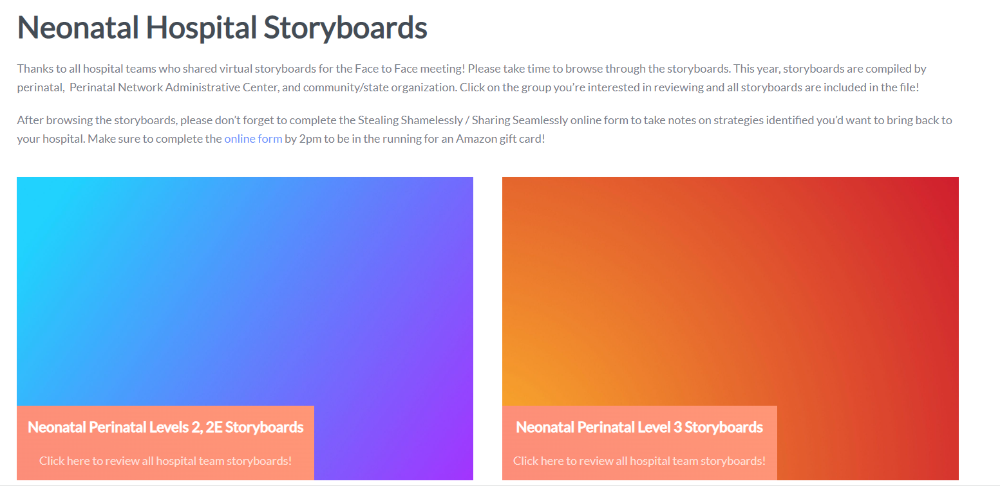 Neonatal Hospital Storyboards
Thanks to all hospital teams who shared virtual storyboards for the Face to Face meeting! Please take time to browse through the storyboards. This year, storyboards are compiled by
perinatal,  Perinatal Network Administrative Center, and community/state organization. Click on the group you’re interested in reviewing and all storyboards are included in the file!
After browsing the storyboards, please don’t forget to complete the Stealing Shamelessly / Sharing Seamlessly online form to take notes on strategies identified you’d want to bring back to
your hospital. Make sure to complete the online form by 2pm to be in the running for an Amazon gift card!
Neonatal Perinatal Levels 2, 2E Storyboards
Click here to review all hospital team storyboards!
Neonatal Perinatal Level 3 Storyboards
Click here to review all hospital team storyboards!